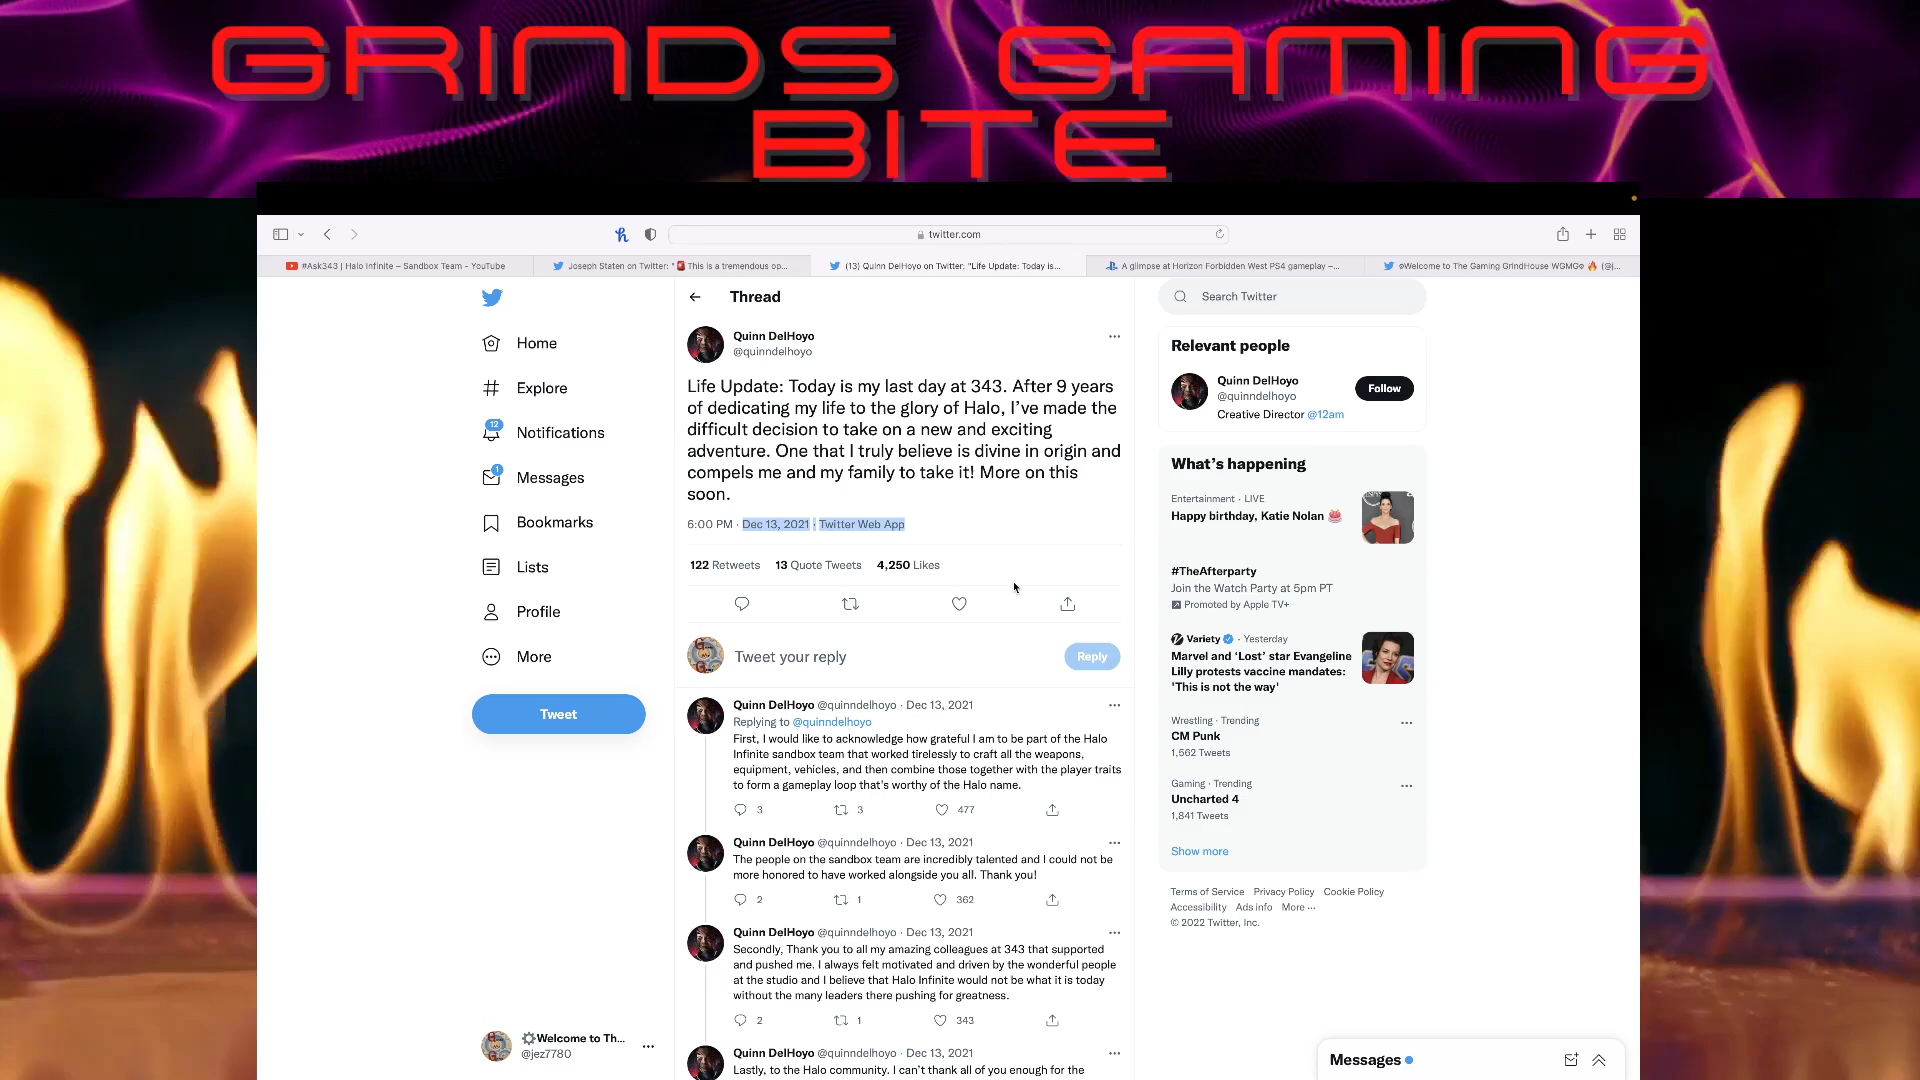 GRINDS GAMING
BITE
twitter.com
#Ask343 | Halo Infinite – Sandbox Team - YouTube
Joseph Staten on Twitter: "🚨This is a tremendous op...
(13) Quinn DelHoyo on Twitter: "Life Update: Today is...
A glimpse at Horizon Forbidden West PS4 gameplay –...
⚙Welcome to The Gaming GrindHouse WGMG⚙ 🔥 (@j...
Home
Explore
12
Notifications
1
Messages
Bookmarks
Lists
Profile
More
Tweet
⚙Welcome to Th...
@jez7780
Thread
Quinn DelHoyo
@quinndelhoyo
Life Update: Today is my last day at 343. After 9 years
of dedicating my life to the glory of Halo, I’ve made the
difficult decision to take on a new and exciting
adventure. One that I truly believe is divine in origin and
compels me and my family to take it! More on this
soon.
6:00 PM · Dec 13, 2021 · Twitter Web App
122 Retweets 13 Quote Tweets 4,250 Likes
Tweet your reply
Reply
Quinn DelHoyo @quinndelhoyo · Dec 13, 2021
Replying to @quinndelhoyo
First, I would like to acknowledge how grateful I am to be part of the Halo
Infinite sandbox team that worked tirelessly to craft all the weapons,
equipment, vehicles, and then combine those together with the player traits
to form a gameplay loop that's worthy of the Halo name.
3 3 477
Quinn DelHoyo @quinndelhoyo · Dec 13, 2021
The people on the sandbox team are incredibly talented and I could not be
more honored to have worked alongside you all. Thank you!
2 1 362
Quinn DelHoyo @quinndelhoyo · Dec 13, 2021
Secondly, Thank you to all my amazing colleagues at 343 that supported
and pushed me. I always felt motivated and driven by the wonderful people
at the studio and I believe that Halo Infinite would not be what it is today
without the many leaders there pushing for greatness.
2 1 343
Quinn DelHoyo @quinndelhoyo · Dec 13, 2021
Lastly, to the Halo community. I can't thank all of you enough for the
Search Twitter
Relevant people
Quinn DelHoyo
@quinndelhoyo
Follow
Creative Director @12am
What’s happening
Entertainment · LIVE
Happy birthday, Katie Nolan 🎂
#TheAfterparty
Join the Watch Party at 5pm PT
Promoted by Apple TV+
Variety · Yesterday
Marvel and ‘Lost’ star Evangeline
Lilly protests vaccine mandates:
'This is not the way'
Wrestling · Trending
CM Punk
1,562 Tweets
Gaming · Trending
Uncharted 4
1,841 Tweets
Show more
Terms of Service Privacy Policy Cookie Policy
Accessibility Ads info More ···
© 2022 Twitter, Inc.
Messages